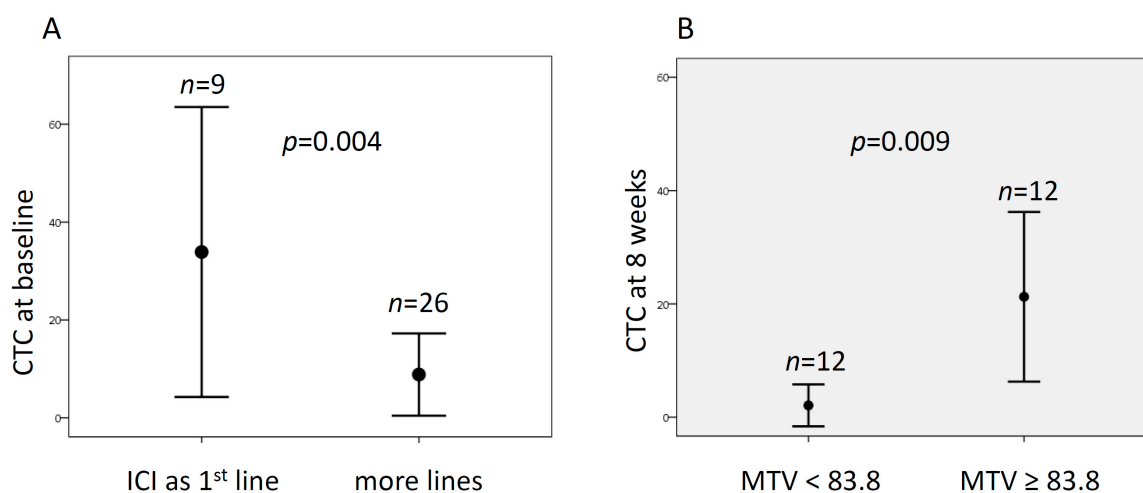 A
CTC at baseline
60
40
20
0
n=9
p=0.004
n=26
ICI as 1st line
more lines
B
CTC at 8 weeks
60
40
20
0
p=0.009
n=12
n=12
MTV < 83.8
MTV ≥ 83.8